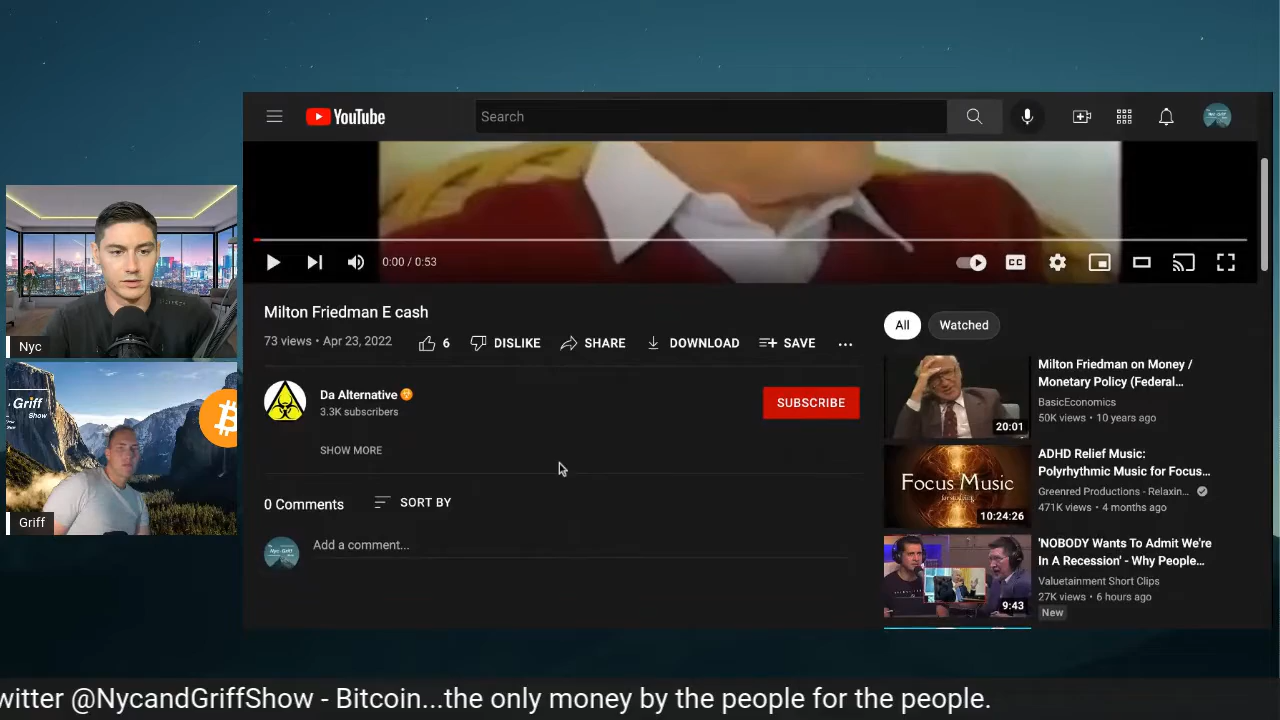 YouTube
Search
0:00 / 0:53
CC
Milton Friedman E cash
73 views • Apr 23, 2022
6
DISLIKE
SHARE
DOWNLOAD
SAVE
Da Alternative
3.3K subscribers
SUBSCRIBE
SHOW MORE
0 Comments
SORT BY
Add a comment...
All
Watched
20:01
Milton Friedman on Money /
Monetary Policy (Federal...
BasicEconomics
50K views • 10 years ago
Focus Music
10:24:26
ADHD Relief Music:
Polyrhythmic Music for Focus...
Greenred Productions - Relaxin...
471K views • 4 months ago
9:43
'NOBODY Wants To Admit We're
In A Recession' - Why People...
Valuetainment Short Clips
27K views • 6 hours ago
New
Nyc
Griff
Show
Griff
witter @NycandGriffShow - Bitcoin...the only money by the people for the people.